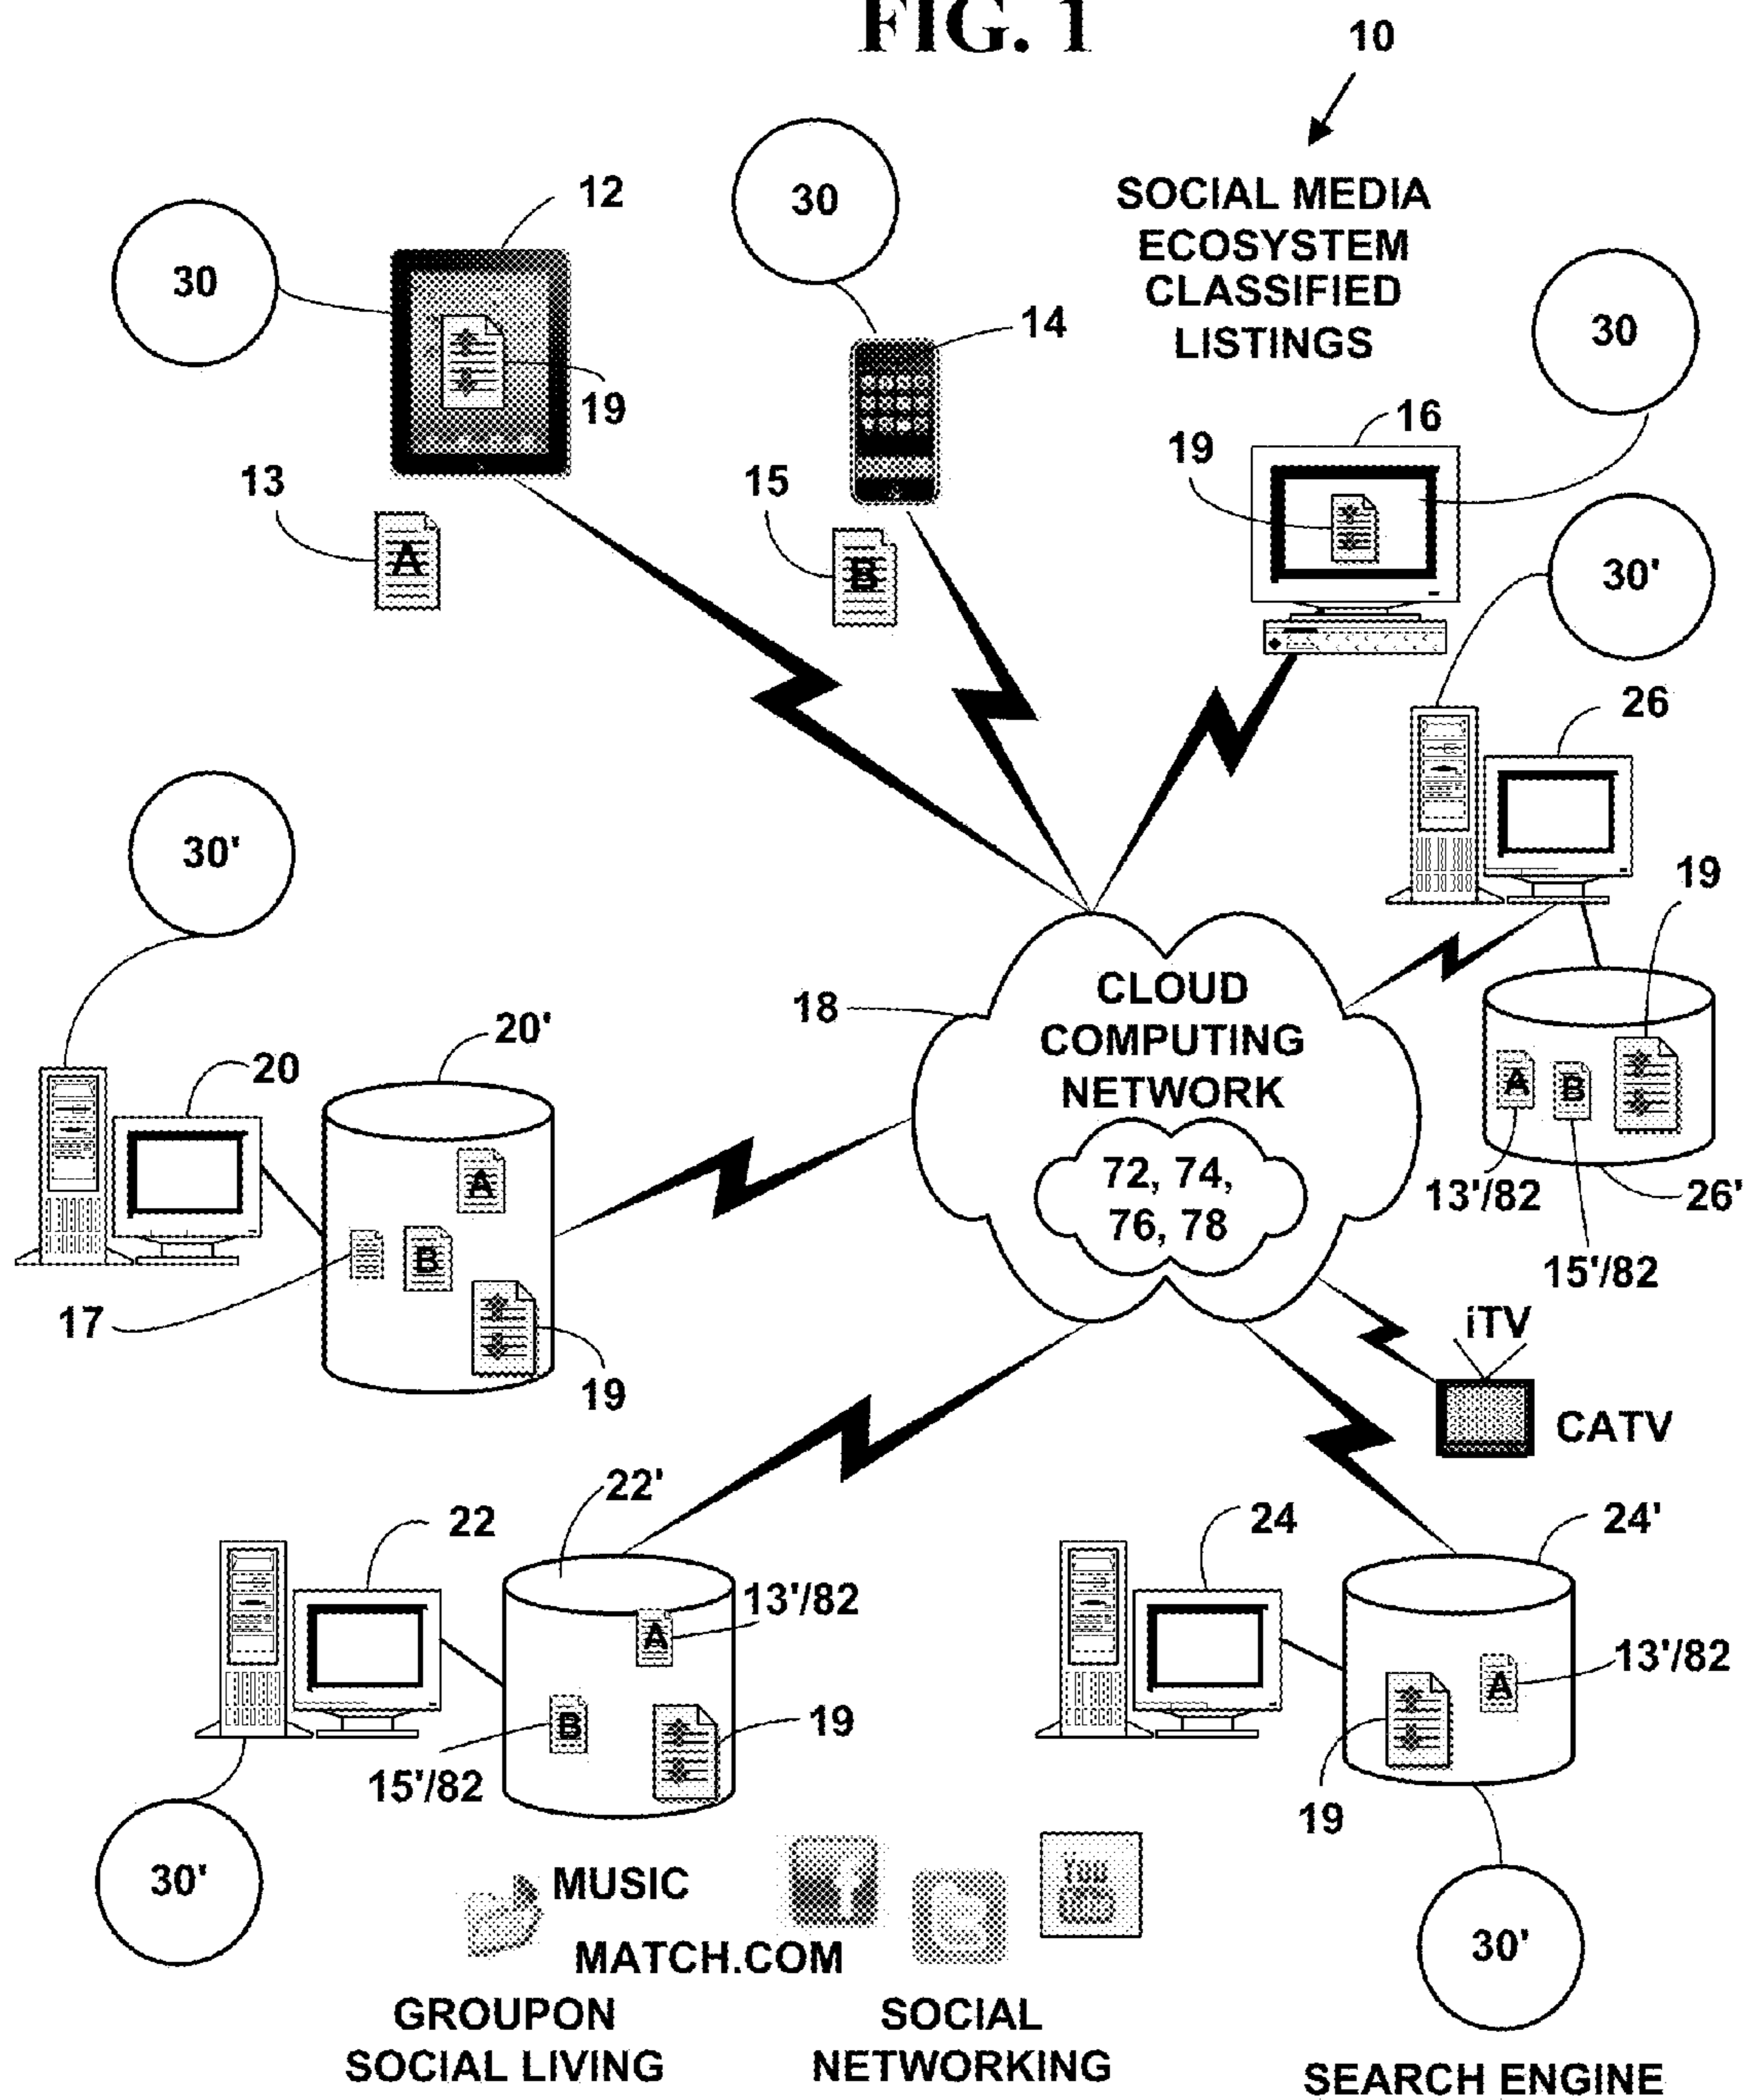 FIG. 1
10
SOCIAL MEDIA
ECOSYSTEM
CLASSIFIED
LISTINGS
30
12
19
13
A
30
14
15
B
30
16
19
30'
26
19
A
B
13'/82
15'/82
26'
30'
20
20'
A
B
17
19
18
CLOUD
COMPUTING
NETWORK
72, 74,
76, 78
iTV
CATV
22
22'
A
13'/82
B
15'/82
19
30'
24
24'
A
13'/82
19
30'
MUSIC
MATCH.COM
GROUPON
SOCIAL LIVING
f
You
SOCIAL
NETWORKING
SEARCH ENGINE